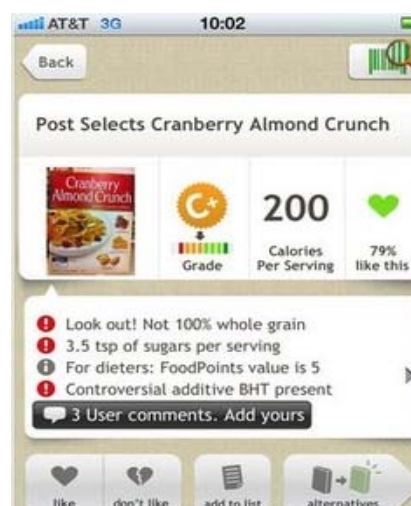 AT&T 3G 10:02
Back
Post Selects Cranberry Almond Crunch
Cranberry
Almond Crunch
C+
Grade
200
Calories
Per Serving
79%
like this
Look out! Not 100% whole grain
3.5 tsp of sugars per serving
For dieters: FoodPoints value is 5
Controversial additive BHT present
3 User comments. Add yours
like
don't like
add to list
alternatives